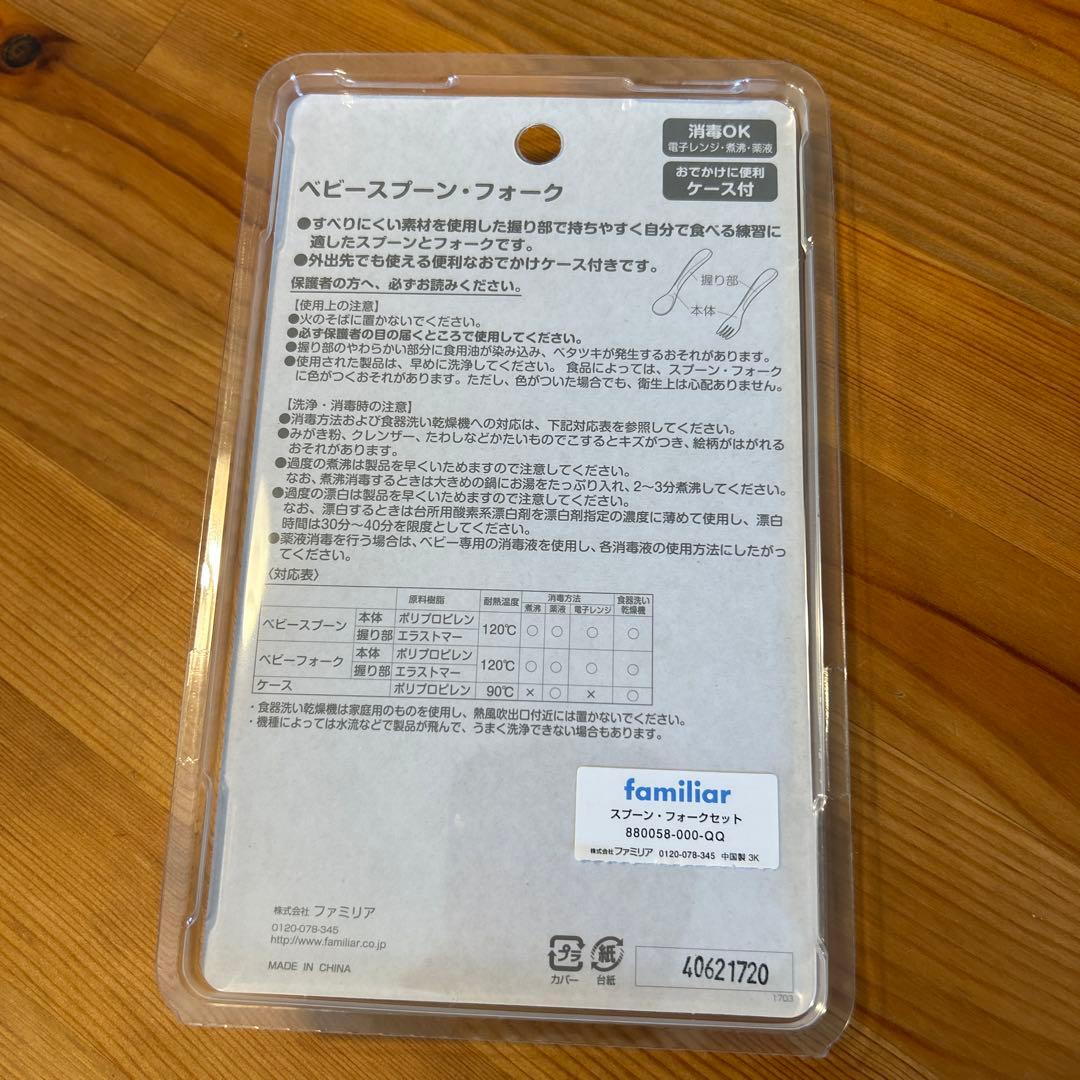 消毒OK
電子レンジ・煮沸・薬液
おでかけに便利
ケース付
ベビースプーン・フォーク
●すべりにくい素材を使用した握り部で持ちやすく自分で食べる練習に
適したスプーンとフォークです。
●外出先でも使える便利なおでかけケース付きです。
握り部
本体
保護者の方へ、必ずお読みください。
【使用上の注意】
●火のそばに置かないでください。
●必ず保護者の目の届くところで使用してください。
●握り部のやわらかい部分に食用油が染み込み、ベタツキが発生するおそれがあります。
●使用された製品は、早めに洗浄してください。食品によっては、スプーン・フォーク
に色がつくおそれがあります。ただし、色がついた場合でも、衛生上は心配ありません。
【洗浄・消毒時の注意】
●消毒方法および食器洗い乾燥機への対応は、下記対応表を参照してください。
●みがき粉、クレンザー、たわしなどかたいものでこするとキズがつき、絵柄がはがれる
おそれがあります。
●過度の煮沸は製品を早くいためますので注意してください。
なお、煮沸消毒するときは大きめの鍋にお湯をたっぷり入れ、2〜3分煮沸してください。
●過度の漂白は製品を早くいためますので注意してください。
なお、漂白するときは台所用酸素系漂白剤を漂白剤指定の濃度に薄めて使用し、漂白
時間は30分〜40分を限度としてください。
●薬液消毒を行う場合は、ベビー専用の消毒液を使用し、各消毒液の使用方法にしたがっ
てください。
〈対応表〉
原料樹脂 耐熱温度 消毒方法 食器洗い乾燥機
煮沸 薬液 電子レンジ
ベビースプーン 本体 ポリプロピレン 120℃ ○ ○ ○ ○
握り部 エラストマー
ベビーフォーク 本体 ポリプロピレン 120℃ ○ ○ ○ ○
握り部 エラストマー
ケース ポリプロピレン 90℃ × ○ × ○
・食器洗い乾燥機は家庭用のものを使用し、熱風吹出口付近には置かないでください。
・機種によっては水流などで製品が飛んで、うまく洗浄できない場合もあります。
familiar
スプーン・フォークセット
880058-000-QQ
株式会社ファミリア 0120-078-345 中国製 3K
株式会社 ファミリア
0120-078-345
http://www.familiar.co.jp
MADE IN CHINA
プラ
カバー
紙
台紙
40621720
1703